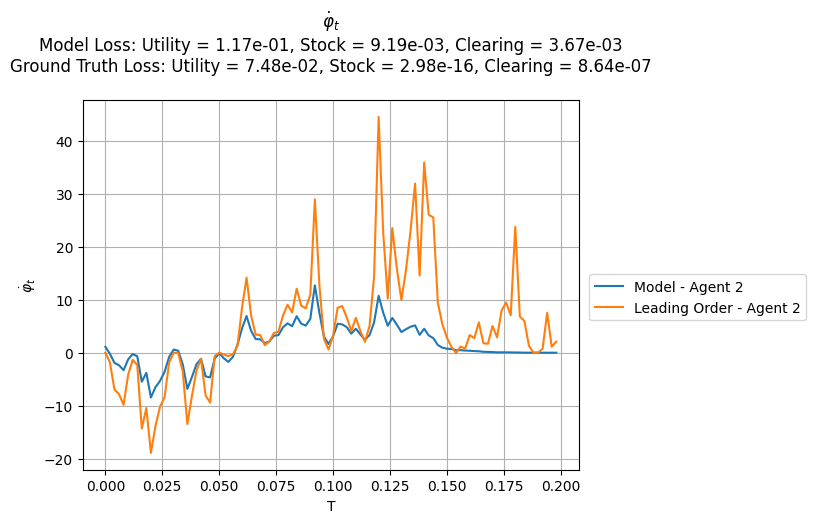 φ̇ₜ
Model Loss: Utility = 1.17e-01, Stock = 9.19e-03, Clearing = 3.67e-03
Ground Truth Loss: Utility = 7.48e-02, Stock = 2.98e-16, Clearing = 8.64e-07
40
30
20
10
0
−10
−20
φ̇ₜ
0.000 0.025 0.050 0.075 0.100 0.125 0.150 0.175 0.200
T
Model - Agent 2
Leading Order - Agent 2